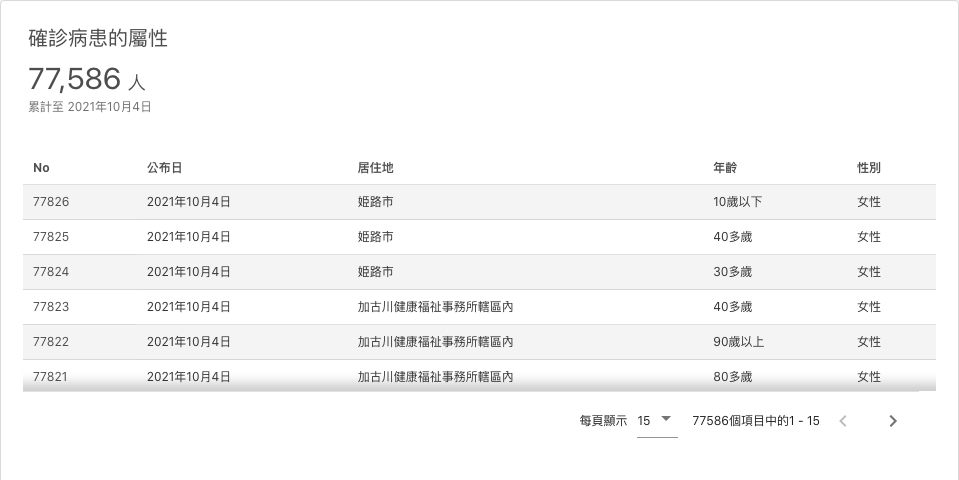 確診病患的屬性
77,586 人
累計至 2021年10月4日
No 公布日 居住地 年齡 性別
77826 2021年10月4日 姫路市 10歲以下 女性
77825 2021年10月4日 姫路市 40多歲 女性
77824 2021年10月4日 姫路市 30多歲 女性
77823 2021年10月4日 加古川健康福祉事務所轄區內 40多歲 女性
77822 2021年10月4日 加古川健康福祉事務所轄區內 90歲以上 女性
77821 2021年10月4日 加古川健康福祉事務所轄區內 80多歲 女性
每頁顯示 15 77586個項目中的1 - 15